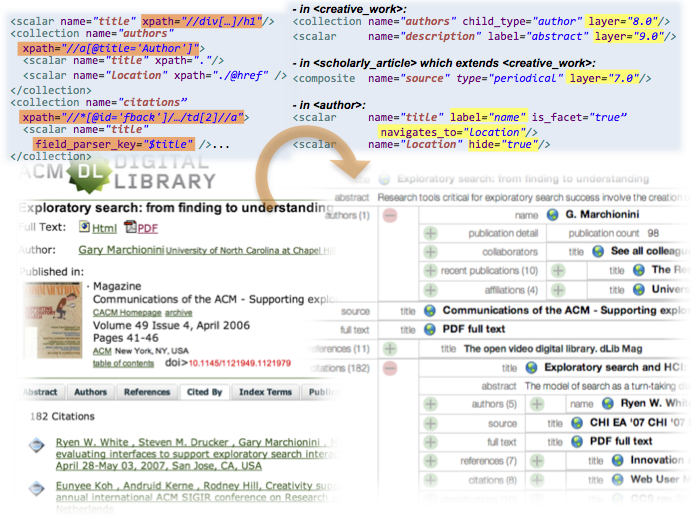 <scalar name="title" xpath="//div[…]/h1"/>
<collection name="authors"
xpath="//a[@title='Author']">
<scalar name="title" xpath="."/>
<scalar name="location" xpath="./@href" />
</collection>
<collection name="citations"
xpath="//*[@id='fback']/…/td[2]//a">
<scalar name="title"
field_parser_key="$title" />...
</collection>
- in <creative_work>:
<collection name="authors" child_type="author" layer="8.0"/>
<scalar name="description" label="abstract" layer="9.0"/>
- in <scholarly_article> which extends <creative_work>:
<composite name="source" type="periodical" layer="7.0"/>
- in <author>:
<scalar name="title" label="name" is_facet="true"
navigates_to="location"/>
<scalar name="location" hide="true"/>
ACM DL DIGITAL
LIBRARY
Exploratory search: from finding to understanding
Full Text: Html PDF
Author: Gary Marchionini University of North Carolina at Chapel Hill
Published in:
· Magazine
Communications of the ACM - Supporting explo
CACM Homepage archive
Volume 49 Issue 4, April 2006
Pages 41-46
ACM New York, NY, USA
table of contents doi>10.1145/1121949.1121979
COMMUNICATIONS
Abstract Authors References Cited By Index Terms Public
182 Citations
Ryen W. White , Steven M. Drucker , Gary Marchionini ,
evaluating interfaces to support exploratory search intera
April 28-May 03, 2007, San Jose, CA, USA
Eunyee Koh , Andruid Kerne , Rodney Hill, Creativity supp
annual international ACM SIGIR conference on Research
Netherlands
title Exploratory search: from finding to understanding
abstract Research tools critical for exploratory search success involve the creation
authors (1) name G. Marchionini
publication detail publication count 98
collaborators title See all colleagu
recent publications (10) title The Re
affiliations (4) title Univers
source title Communications of the ACM - Supporting explo
full text title PDF full text
references (11) title The open video digital library. dLib Mag
citations (182) title Exploratory search and HCI:
abstract The model of search as a turn-taking di
authors (5) name Ryen W. Whit
source title CHI EA '07 CHI '07
full text title PDF full text
references (7) title Innovation
citations (8) title Web User M